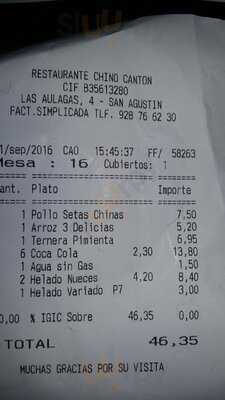 RESTAURANTE CHINO CANTON
CIF B35613280
LAS AULAGAS, 4 - SAN AGUSTIN
FACT.SIMPLICADA TLF. 928 76 62 30
1/sep/2016 CAO 15:45:37 FF/ 58263
Mesa : 16 Cubiertos: 1
ant. Plato Importe
1 Pollo Setas Chinas 7,50
1 Arroz 3 Delicias 5,20
1 Ternera Pimienta 6,95
6 Coca Cola 2,30 13,80
1 Agua sin Gas 1,50
2 Helado Nueces 4,20 8,40
1 Helado Variado P7 3,00
0,00 % IGIC Sobre 46,35 0,00
TOTAL 46,35
MUCHAS GRACIAS POR SU VISITA